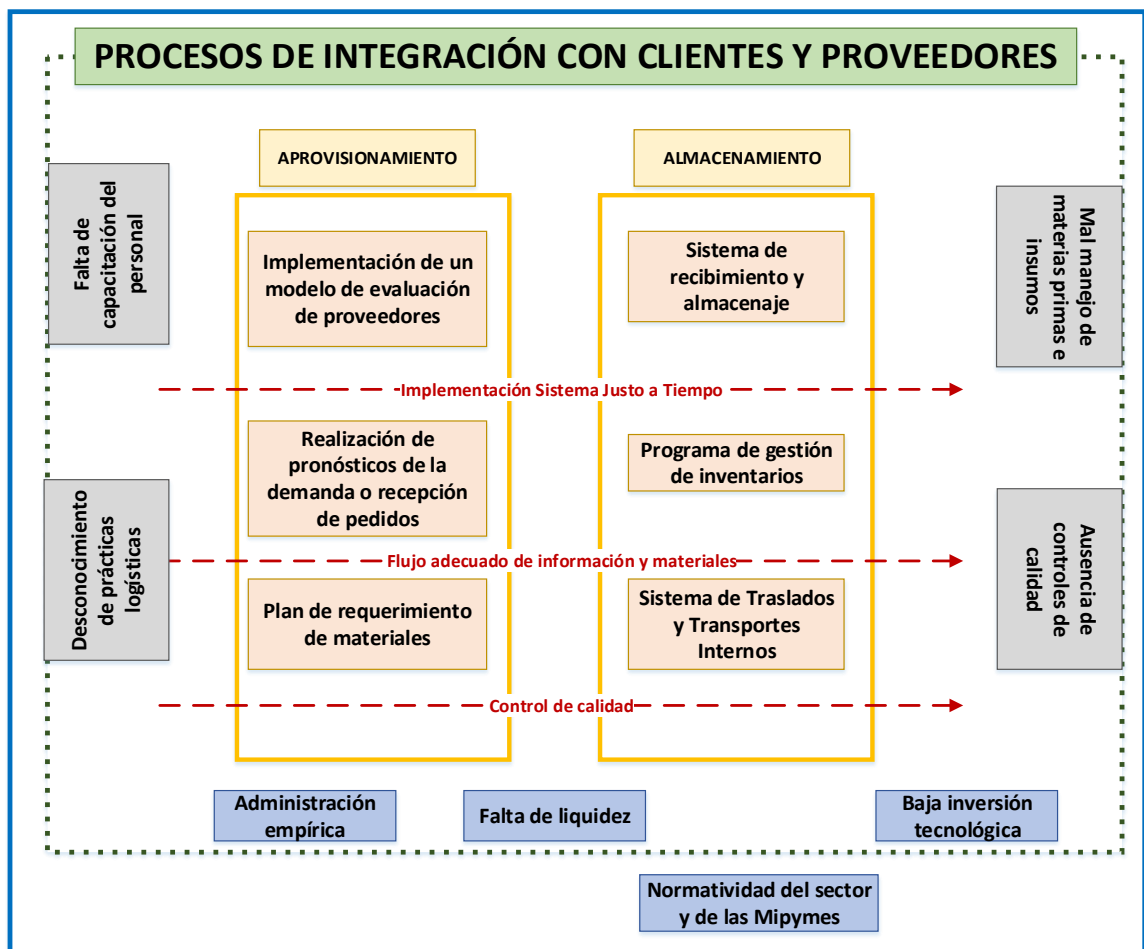 PROCESOS DE INTEGRACIÓN CON CLIENTES Y PROVEEDORES
APROVISIONAMIENTO
ALMACENAMIENTO
Falta de
capacitación del
personal
Mal manejo de
materias primas e
insumos
Implementación de un
modelo de evaluación
de proveedores
Sistema de
recibimiento y
almacenaje
Implementación Sistema Justo a Tiempo
Realización de
pronósticos de la
demanda o recepción
de pedidos
Programa de gestión
de inventarios
Desconocimiento
de prácticas
logísticas
Ausencia de
controles de
calidad
Flujo adecuado de información y materiales
Plan de requerimiento
de materiales
Sistema de Traslados
y Transportes
Internos
Control de calidad
Administración
empírica
Falta de liquidez
Baja inversión
tecnológica
Normatividad del sector
y de las Mipymes